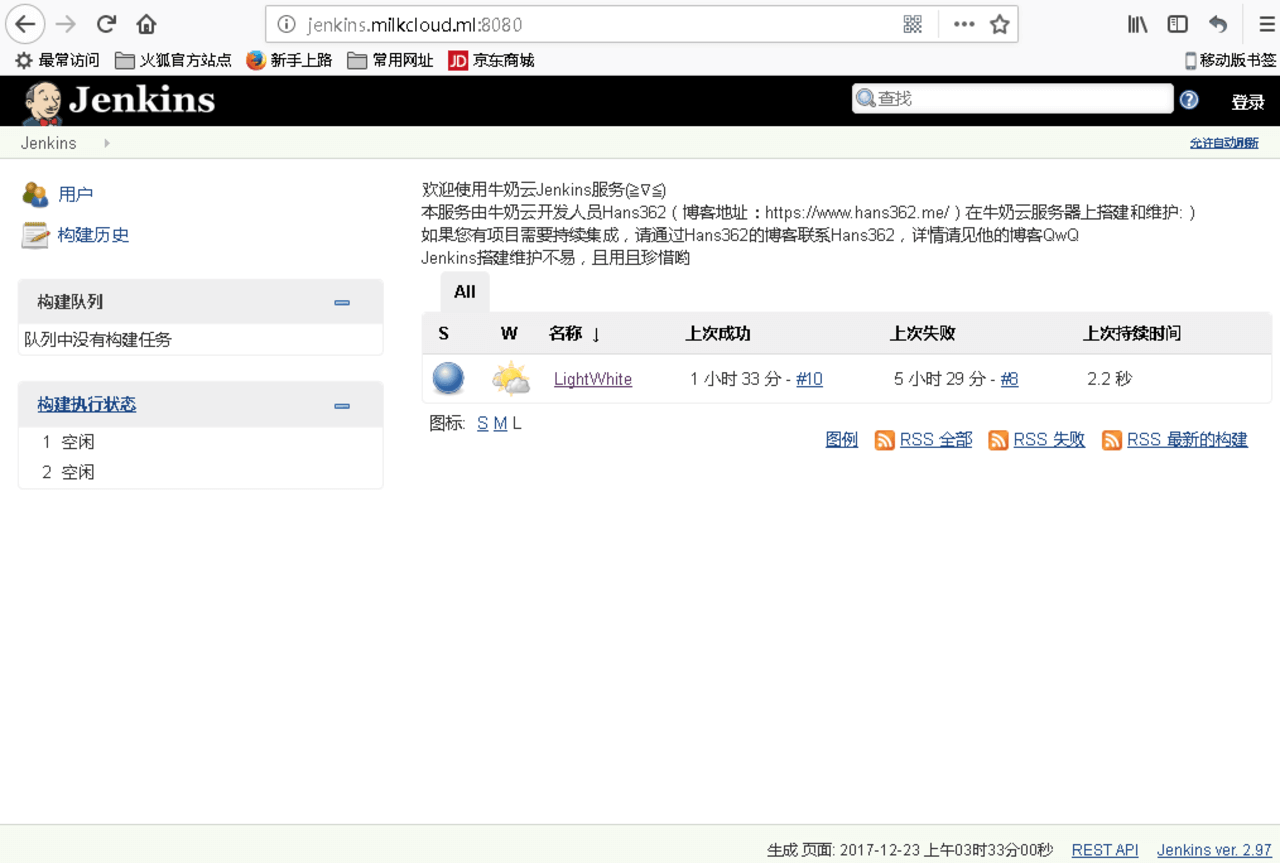 jenkins.milkcloud.ml:8080
最常访问 火狐官方站点 新手上路 常用网址 JD 京东商城 移动版书签
Jenkins 查找 登录
Jenkins 允许自动刷新
用户
构建历史
构建队列
队列中没有构建任务
构建执行状态
1 空闲
2 空闲
欢迎使用牛奶云Jenkins服务(≧∇≦)
本服务由牛奶云开发人员Hans362（博客地址：https://www.hans362.me/）在牛奶云服务器上搭建和维护:）
如果您有项目需要持续集成，请通过Hans362的博客联系Hans362，详情请见他的博客QwQ
Jenkins搭建维护不易，且用且珍惜哟
All
S W 名称 ↓ 上次成功 上次失败 上次持续时间
LightWhite 1 小时 33 分 - #10 5 小时 29 分 - #8 2.2 秒
图标: S M L
图例 RSS 全部 RSS 失败 RSS 最新的构建
生成 页面: 2017-12-23 上午03时33分00秒 REST API Jenkins ver. 2.97